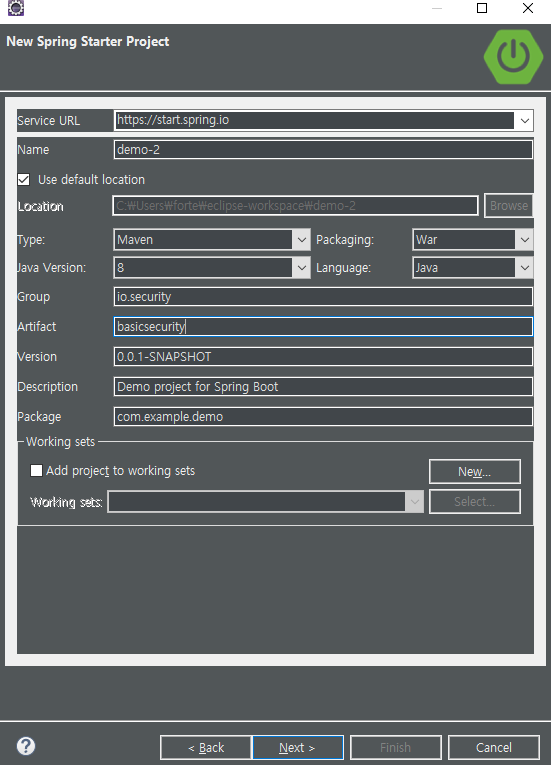 New Spring Starter Project
Service URL https://start.spring.io
Name demo-2
Use default location
Location C:₩Users₩forte₩eclipse-workspace₩demo-2 Browse
Type: Maven Packaging: War
Java Version: 8 Language: Java
Group io.security
Artifact basicsecurity
Version 0.0.1-SNAPSHOT
Description Demo project for Spring Boot
Package com.example.demo
Working sets
Add project to working sets New...
Working sets: Select...
? < Back Next > Finish Cancel